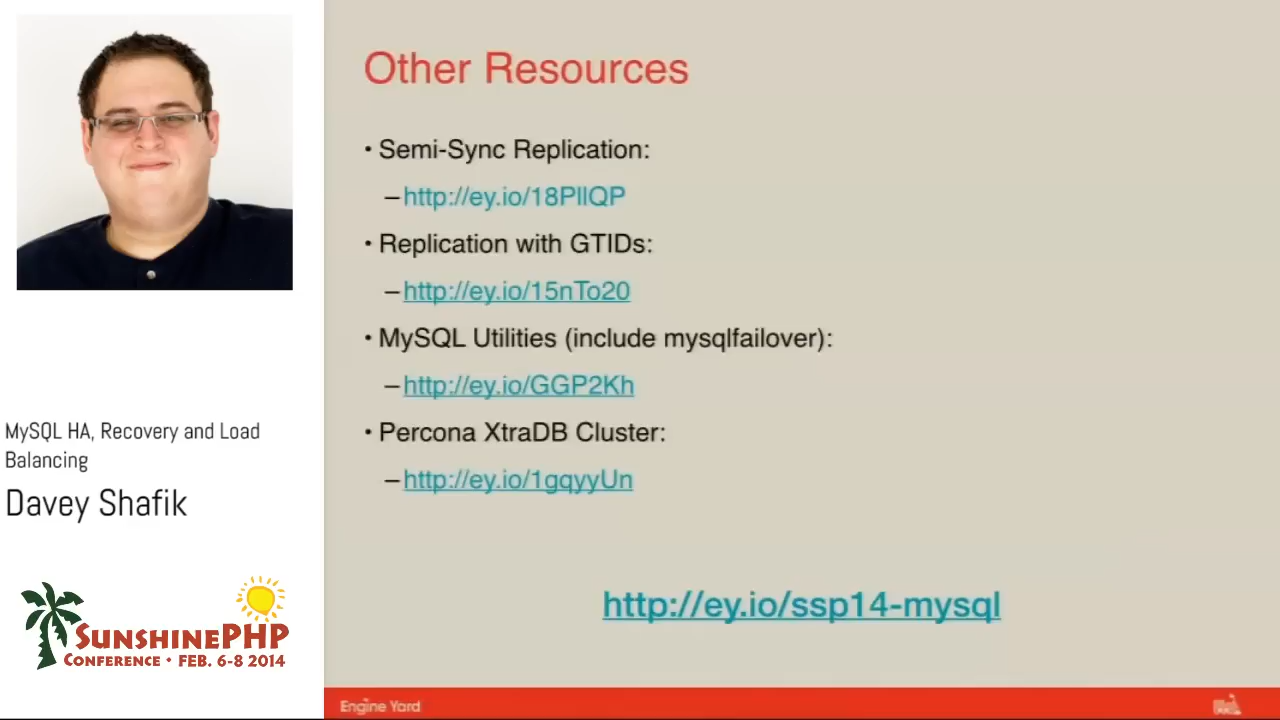 Other Resources
• Semi-Sync Replication:
–http://ey.io/18PllQP
• Replication with GTIDs:
–http://ey.io/15nTo20
• MySQL Utilities (include mysqlfailover):
–http://ey.io/GGP2Kh
• Percona XtraDB Cluster:
–http://ey.io/1gqyyUn
http://ey.io/ssp14-mysql
Engine Yard
MySQL HA, Recovery and Load
Balancing
Davey Shafik
SUNSHINEPHP
CONFERENCE • FEB. 6-8 2014